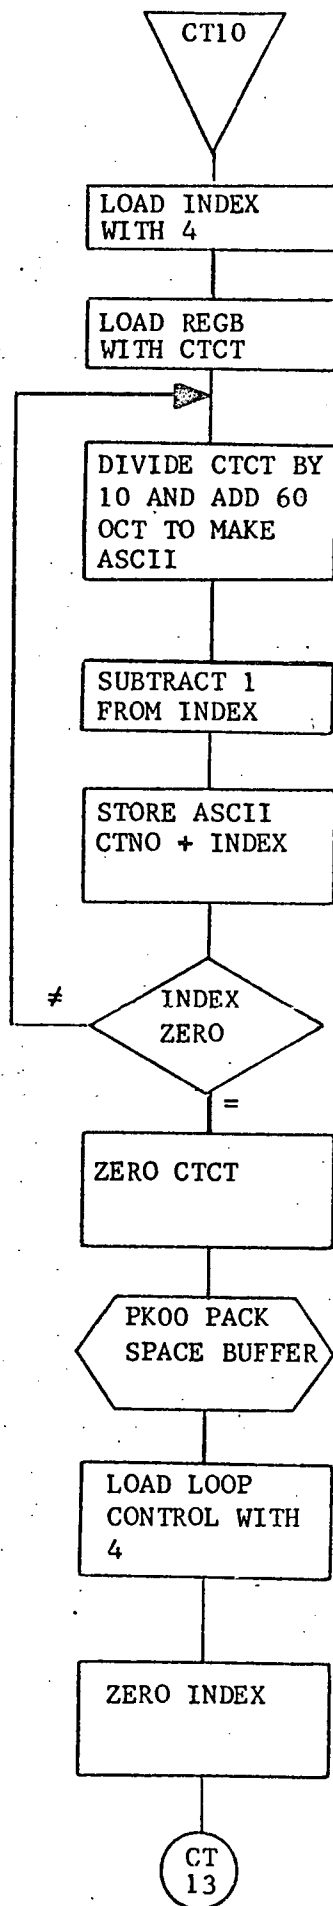 CT10
LOAD INDEX
WITH 4
LOAD REGB
WITH CTCT
DIVIDE CTCT BY
10 AND ADD 60
OCT TO MAKE
ASCII
SUBTRACT 1
FROM INDEX
STORE ASCII
CTNO + INDEX
≠
INDEX
ZERO
=
ZERO CTCT
PK00 PACK
SPACE BUFFER
LOAD LOOP
CONTROL WITH
4
ZERO INDEX
CT
13